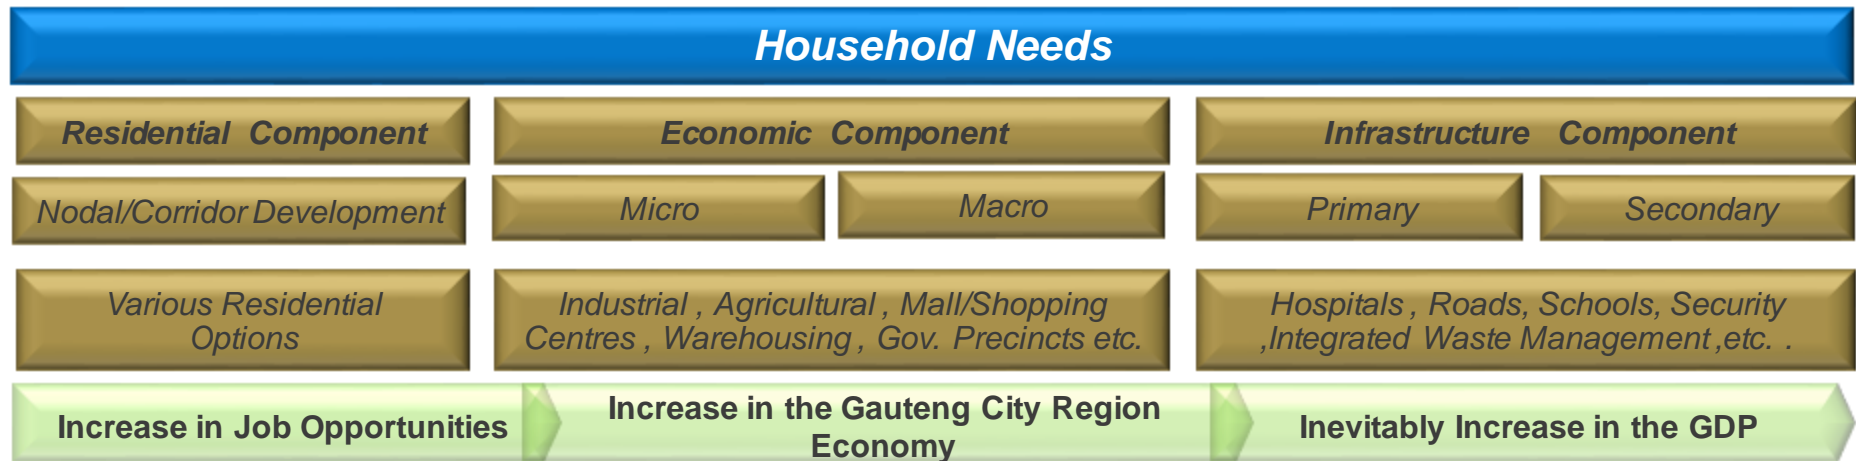 Household Needs
Residential Component
Economic Component
Infrastructure Component
Nodal/Corridor Development
Micro
Macro
Primary
Secondary
Various Residential
Options
Industrial , Agricultural , Mall/Shopping
Centres , Warehousing , Gov. Precincts etc.
Hospitals , Roads, Schools, Security
,Integrated Waste Management ,etc. .
Increase in Job Opportunities
Increase in the Gauteng City Region
Economy
Inevitably Increase in the GDP